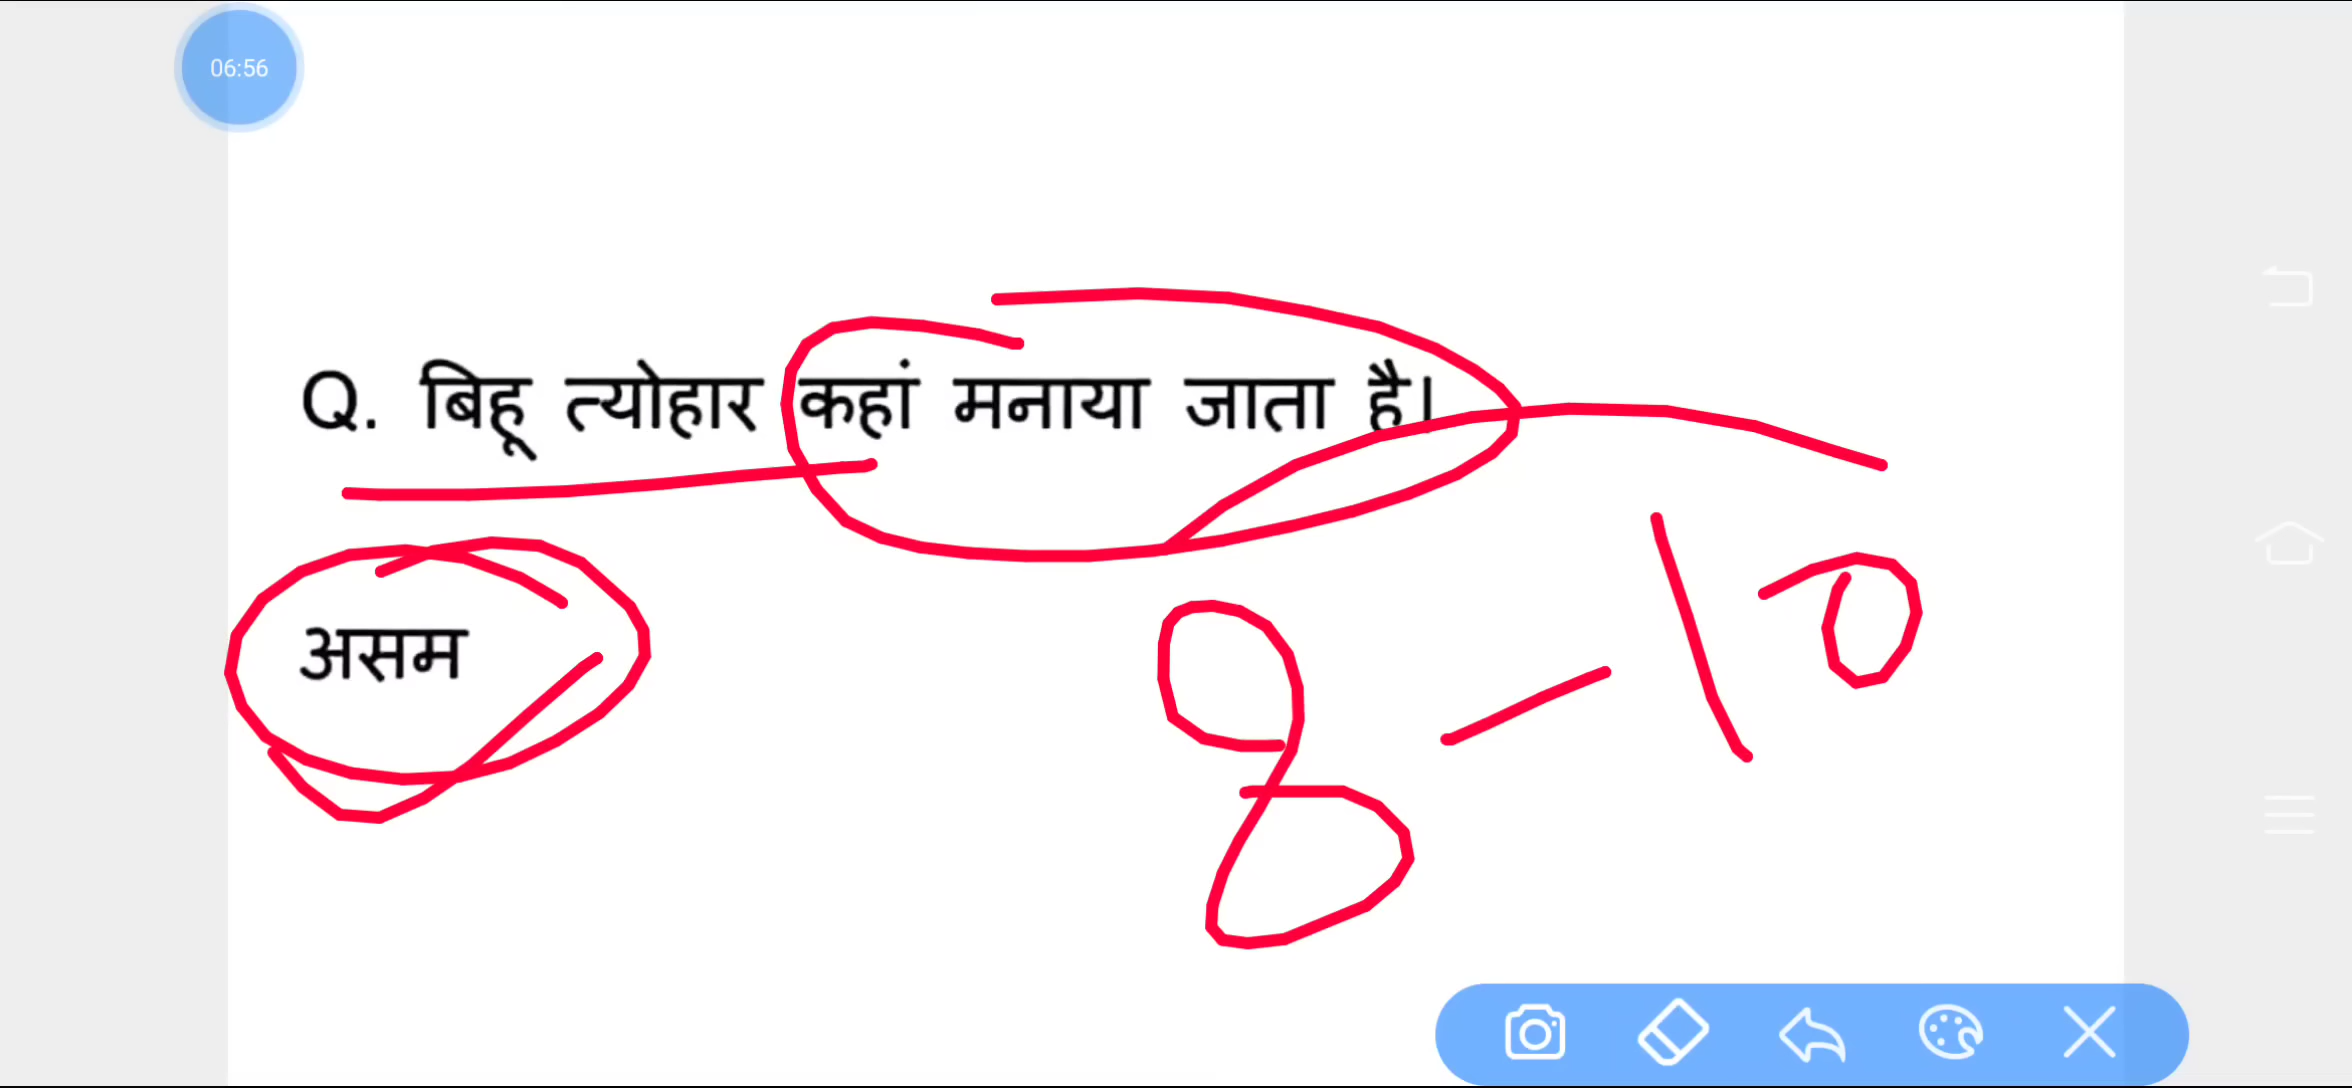 06:56
Q. बिहू त्योहार कहां मनाया जाता है।
असम
8-10